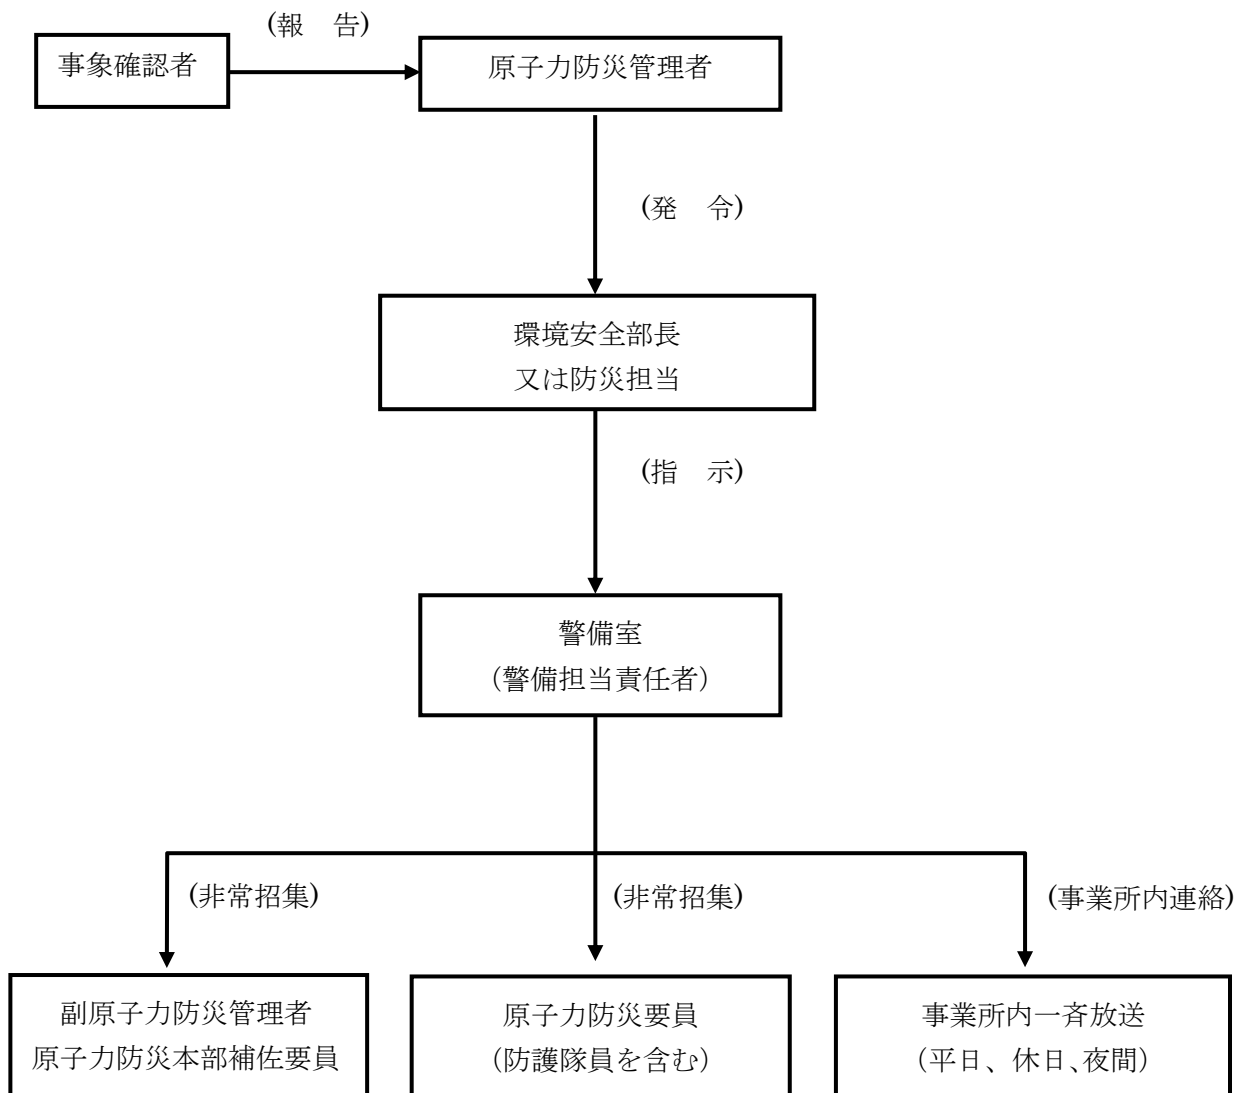 (報　告)
事象確認者
原子力防災管理者
(発　令)
環境安全部長
又は防災担当
(指　示)
警備室
(警備担当責任者)
(非常招集)
(非常招集)
(事業所内連絡)
副原子力防災管理者
原子力防災本部補佐要員
原子力防災要員
(防護隊員を含む)
事業所内一斉放送
(平日、休日、夜間)